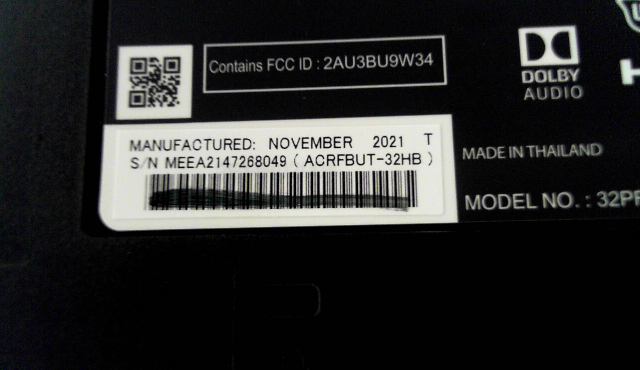 Contains FCC ID : 2AU3BU9W34
DOLBY
AUDIO
MANUFACTURED: NOVEMBER 2021 T
S/N MEEA2147268049 ( ACRFBUT-32HB )
MADE IN THAILAND
MODEL NO. : 32PF